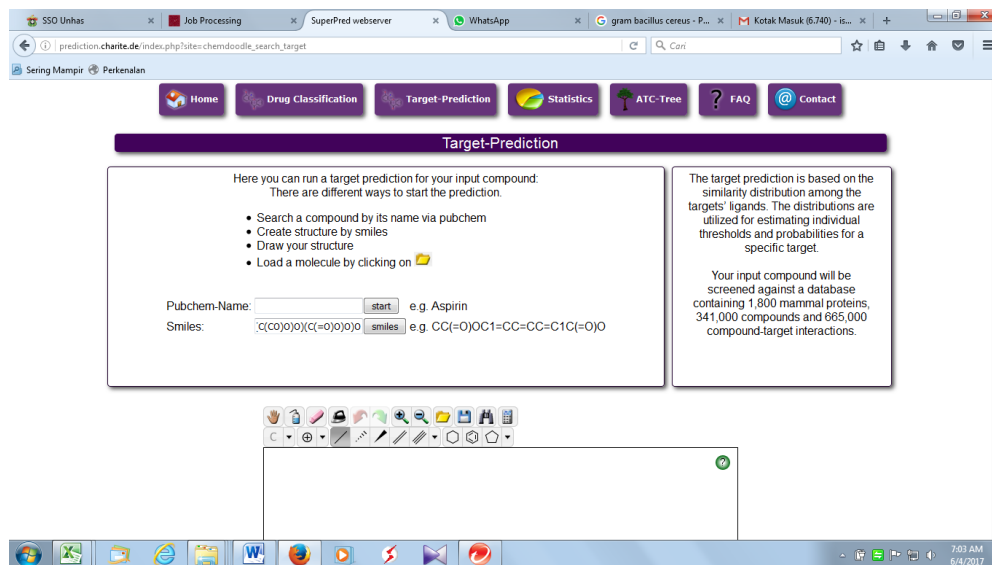 SSO Unhas
Job Processing
SuperPred webserver
WhatsApp
gram bacillus cereus - P...
Kotak Masuk (6.740) - is...
prediction.charite.de/index.php?site=chemdoodle_search_target
Cari
Sering Mampir
Perkenalan
Home
Drug Classification
Target-Prediction
Statistics
ATC-Tree
FAQ
Contact
Target-Prediction
Here you can run a target prediction for your input compound:
There are different ways to start the prediction.
Search a compound by its name via pubchem
Create structure by smiles
Draw your structure
Load a molecule by clicking on
Pubchem-Name: start e.g. Aspirin
Smiles: C(CO)O)O)(C(=O)O)O)O smiles e.g. CC(=O)OC1=CC=CC=C1C(=O)O
The target prediction is based on the
similarity distribution among the
targets' ligands. The distributions are
utilized for estimating individual
thresholds and probabilities for a
specific target.
Your input compound will be
screened against a database
containing 1,800 mammal proteins,
341,000 compounds and 665,000
compound-target interactions.
C
7:03 AM
6/4/2017